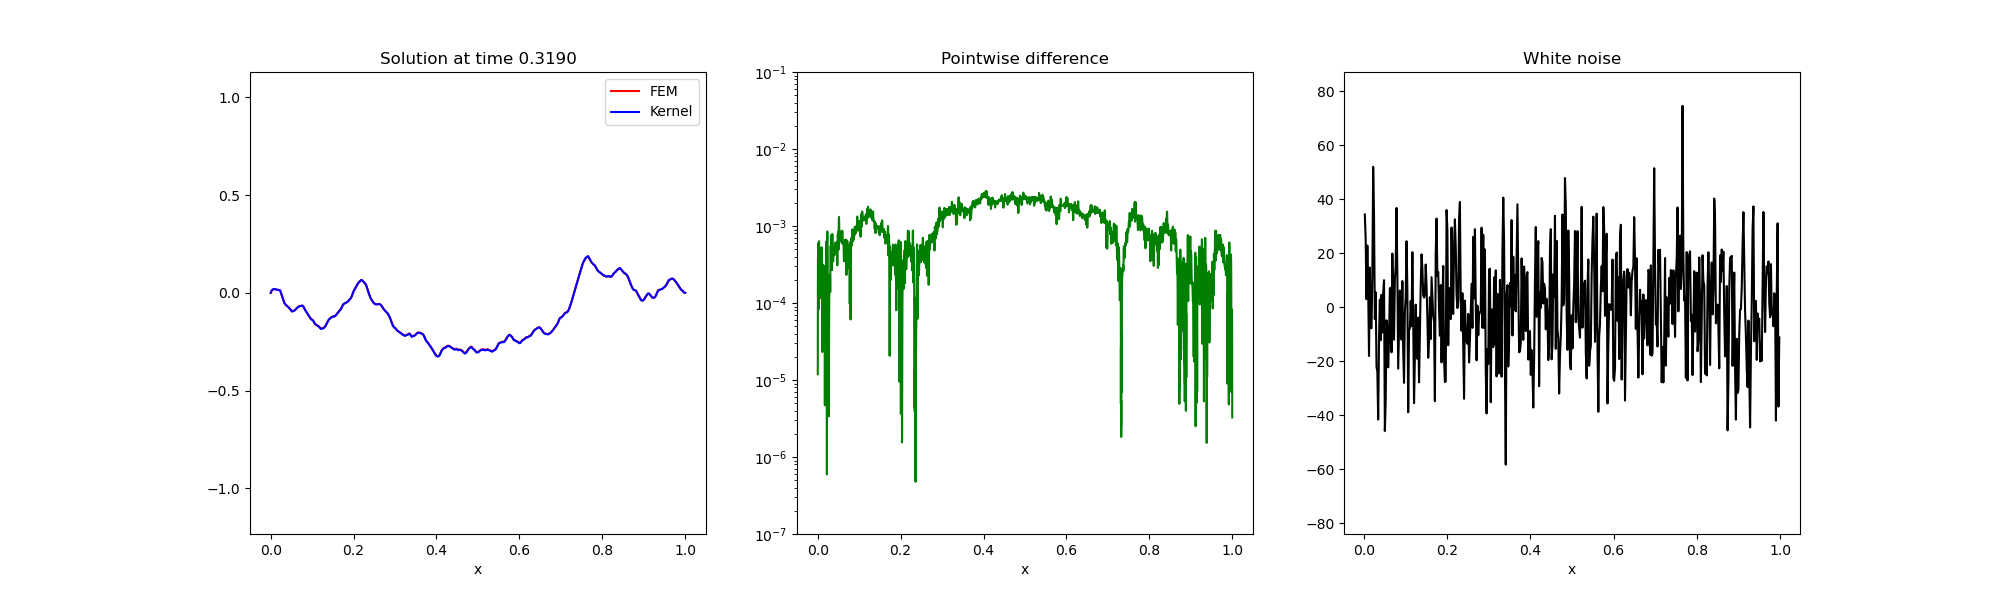 Solution at time 0.3190
1.0
0.5
0.0
−0.5
−1.0
0.0 0.2 0.4 0.6 0.8 1.0
x
FEM
Kernel
Pointwise difference
10⁻¹
10⁻²
10⁻³
10⁻⁴
10⁻⁵
10⁻⁶
10⁻⁷
0.0 0.2 0.4 0.6 0.8 1.0
x
White noise
80
60
40
20
0
−20
−40
−60
−80
0.0 0.2 0.4 0.6 0.8 1.0
x